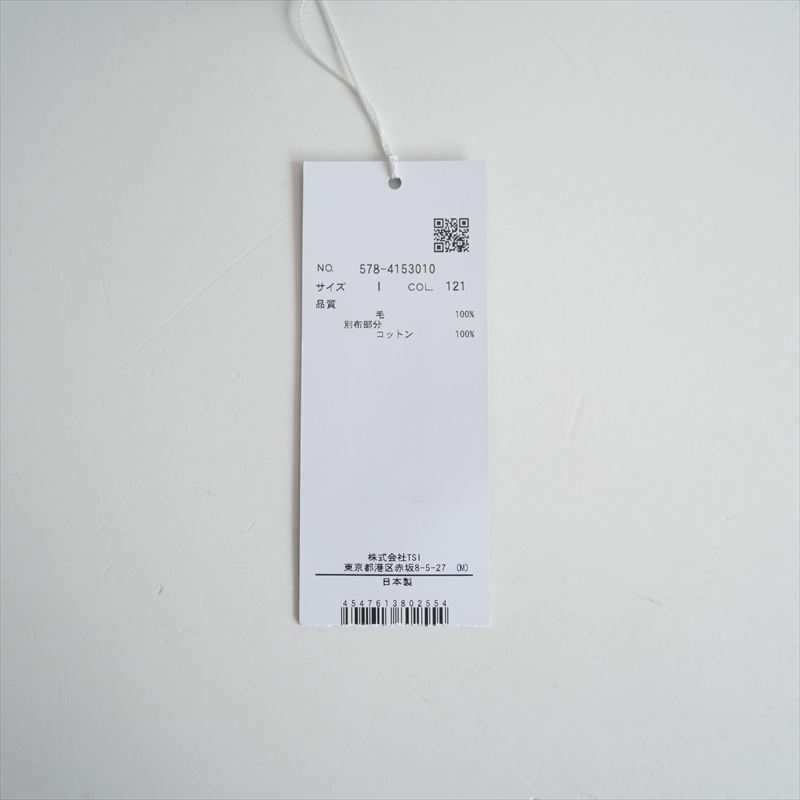 NO. 578-4153010
サイズ I COL. 121
品質
毛 100%
別布部分
コットン 100%
株式会社TSI
東京都港区赤坂8-5-27 (M)
日本製
4547613802554